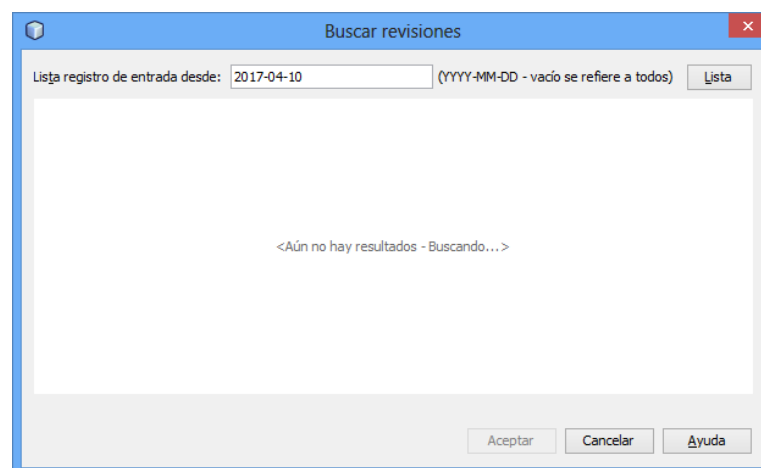 Buscar revisiones
Lista registro de entrada desde: 2017-04-10 (YYYY-MM-DD - vacío se refiere a todos) Lista
<Aún no hay resultados - Buscando...>
Aceptar Cancelar Ayuda